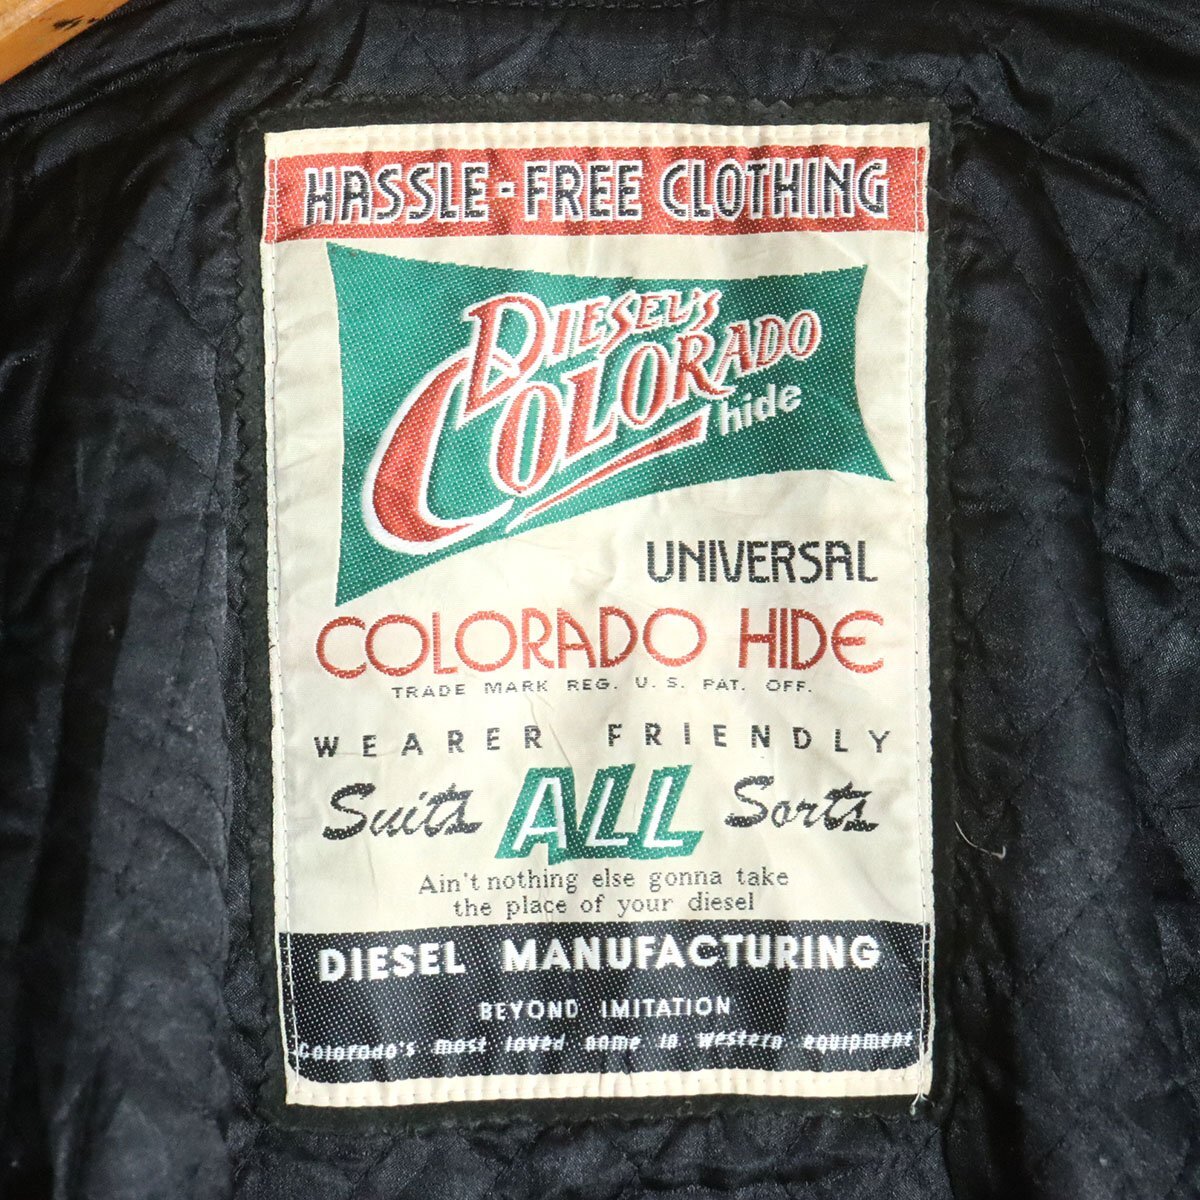 HASSLE-FREE CLOTHING
DIESEL'S
COLORADO
hide
UNIVERSAL
COLORADO HIDE
TRADE MARK REG. U.S. PAT. OFF.
WEARER FRIENDLY
Suits ALL Sorts
Ain't nothing else gonna take
the place of your diesel
DIESEL MANUFACTURING
BEYOND IMITATION
Colorado's most loved name in western equipment